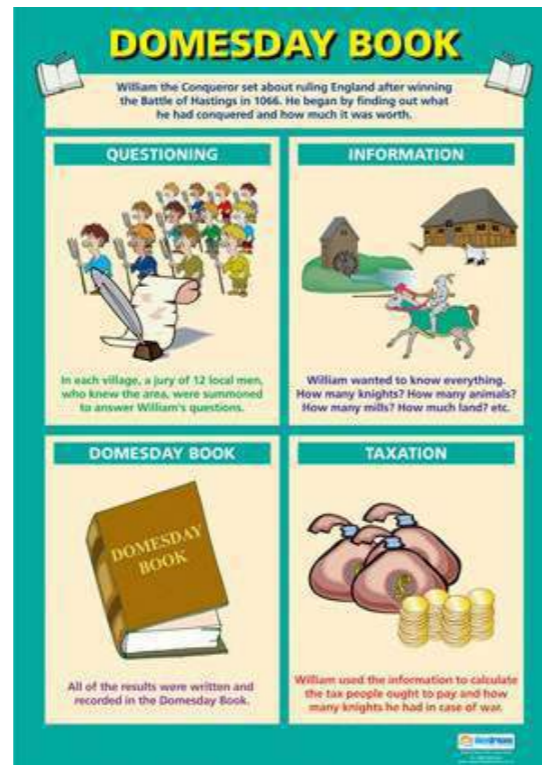 DOMESDAY BOOK
William the Conqueror set about ruling England after winning
the Battle of Hastings in 1066. He began by finding out what
he had conquered and how much it was worth.
QUESTIONING
In each village, a jury of 12 local men,
who knew the area, were summoned
to answer William's questions.
INFORMATION
William wanted to know everything.
How many knights? How many animals?
How many mills? How much land? etc.
DOMESDAY BOOK
DOMESDAY
BOOK
All of the results were written and
recorded in the Domesday Book.
TAXATION
William used the information to calculate
the tax people ought to pay and how
many knights he had in case of war.